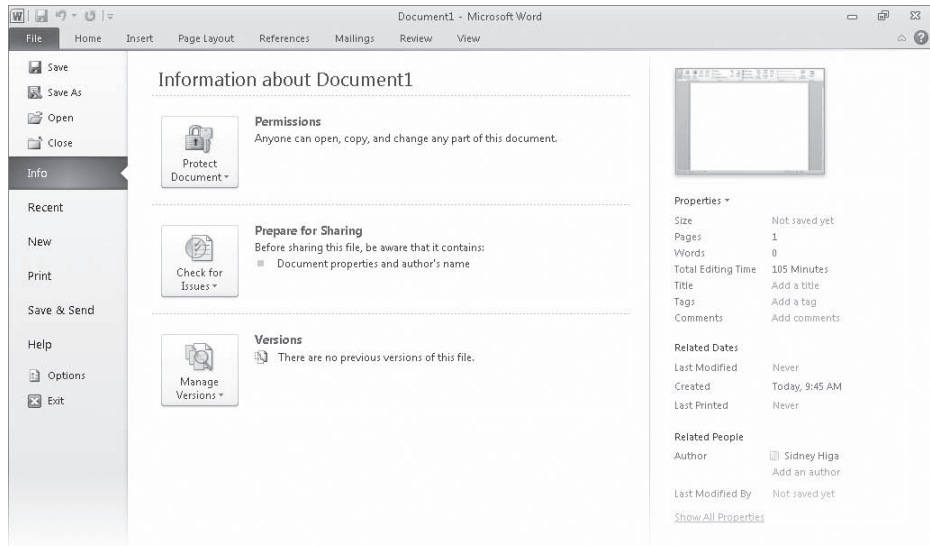 Document1 - Microsoft Word
File Home Insert Page Layout References Mailings Review View
Save
Save As
Open
Close
Info
Recent
New
Print
Save & Send
Help
Options
Exit
Information about Document1
Protect
Document
Permissions
Anyone can open, copy, and change any part of this document.
Check for
Issues
Prepare for Sharing
Before sharing this file, be aware that it contains:
Document properties and author's name
Manage
Versions
Versions
There are no previous versions of this file.
Properties
Size Not saved yet
Pages 1
Words 0
Total Editing Time 105 Minutes
Title Add a title
Tags Add a tag
Comments Add comments
Related Dates
Last Modified Never
Created Today, 9:45 AM
Last Printed Never
Related People
Author Sidney Higa
Add an author
Last Modified By Not saved yet
Show All Properties